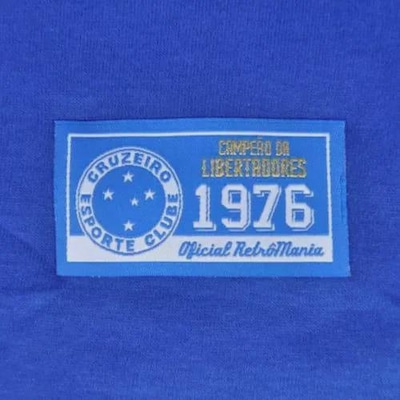 CRUZEIRO
ESPORTE CLUBE
CAMPEÃO DA
LIBERTADORES
1976
Oficial RetrôMania